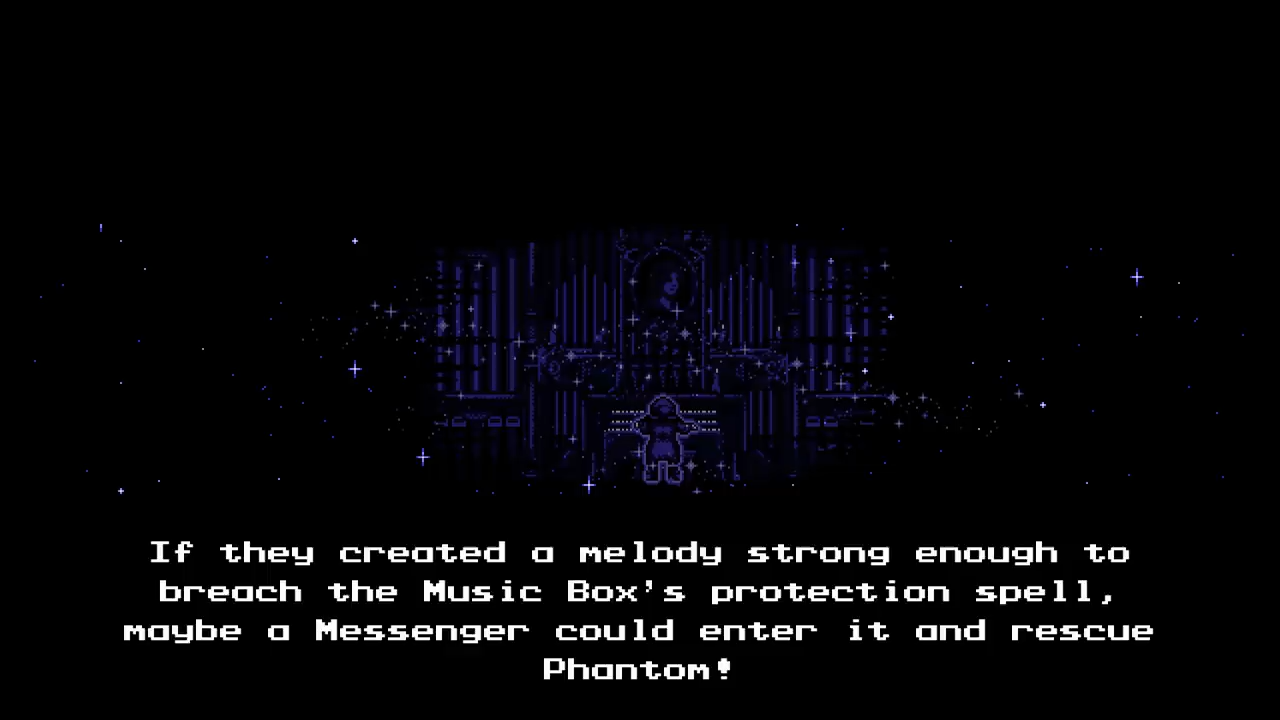 If they created a melody strong enough to
breach the Music Box's protection spell,
maybe a Messenger could enter it and rescue
Phantom!